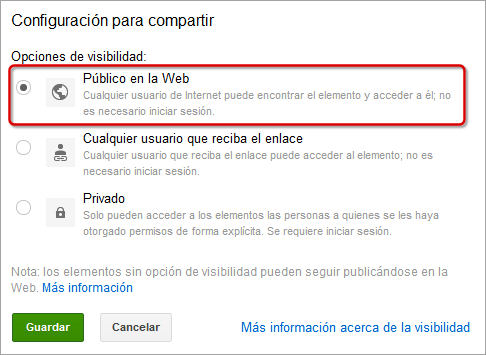 Configuración para compartir
Opciones de visibilidad:
Público en la Web
Cualquier usuario de Internet puede encontrar el elemento y acceder a él; no
es necesario iniciar sesión.
Cualquier usuario que reciba el enlace
Cualquier usuario que reciba el enlace puede acceder al elemento; no es
necesario iniciar sesión.
Privado
Solo pueden acceder a los elementos las personas a quienes se les haya
otorgado permisos de forma explícita. Se requiere iniciar sesión.
Nota: los elementos sin opción de visibilidad pueden seguir publicándose en la
Web. Más información
Guardar Cancelar Más información acerca de la visibilidad